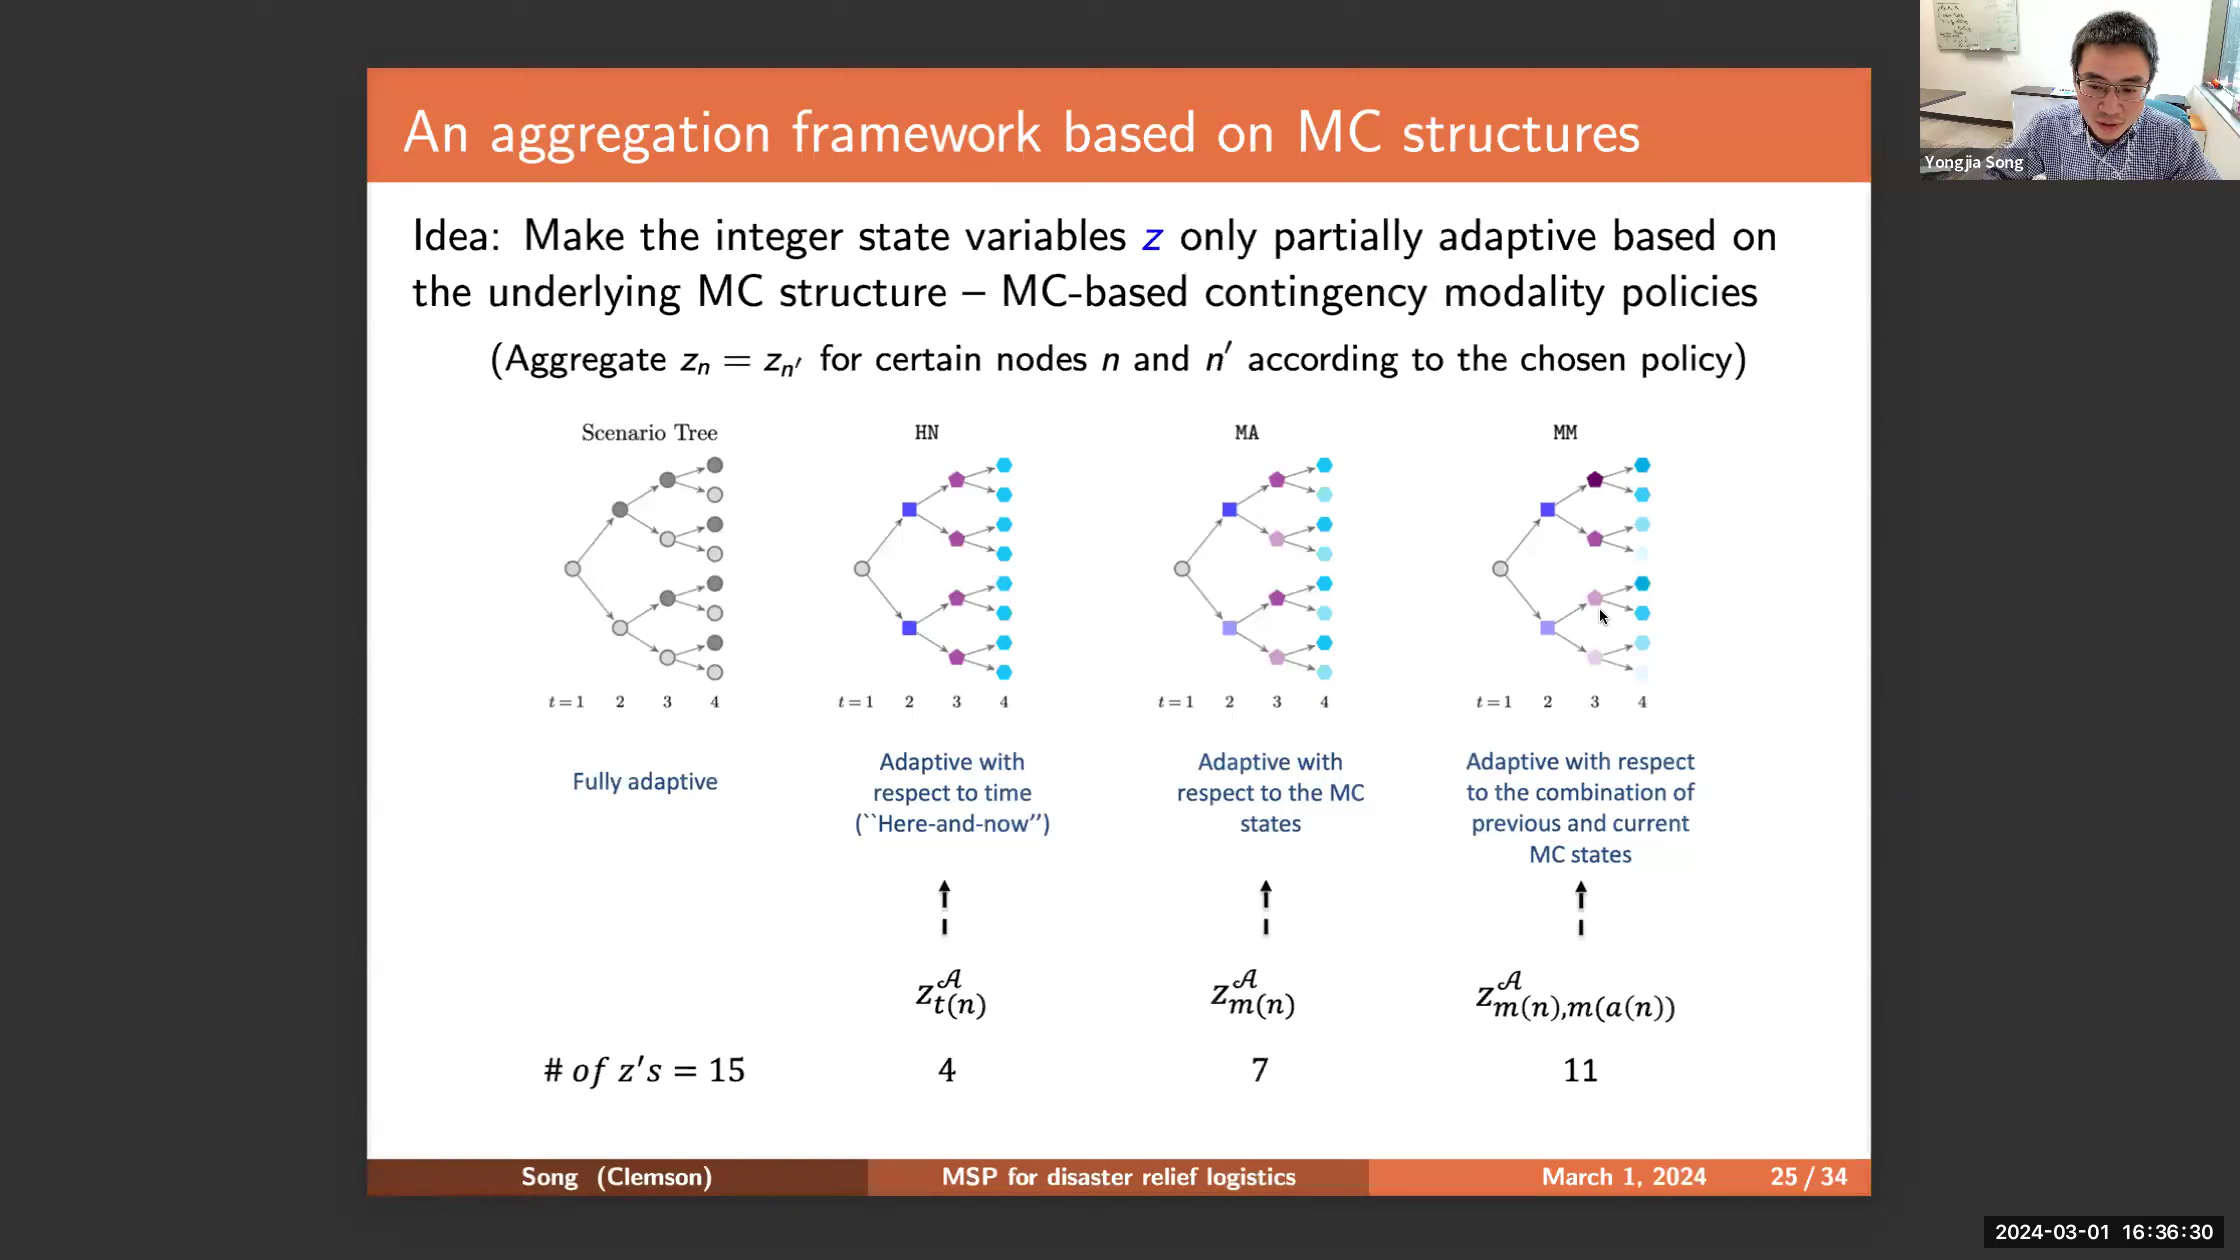 An aggregation framework based on MC structures
Yongjia Song
Idea: Make the integer state variables z only partially adaptive based on
the underlying MC structure – MC-based contingency modality policies
(Aggregate zₙ = zₙ′ for certain nodes n and n′ according to the chosen policy)
Scenario Tree HN MA MM
t = 1 2 3 4 t = 1 2 3 4 t = 1 2 3 4 t = 1 2 3 4
Fully adaptive
Adaptive with
respect to time
(``Here-and-now’’)
Adaptive with
respect to the MC
states
Adaptive with respect
to the combination of
previous and current
MC states
z^𝒜_t(n) z^𝒜_m(n) z^𝒜_m(n),m(a(n))
# of z′s = 15 4 7 11
Song (Clemson) MSP for disaster relief logistics March 1, 2024 25 / 34
2024-03-01 16:36:30